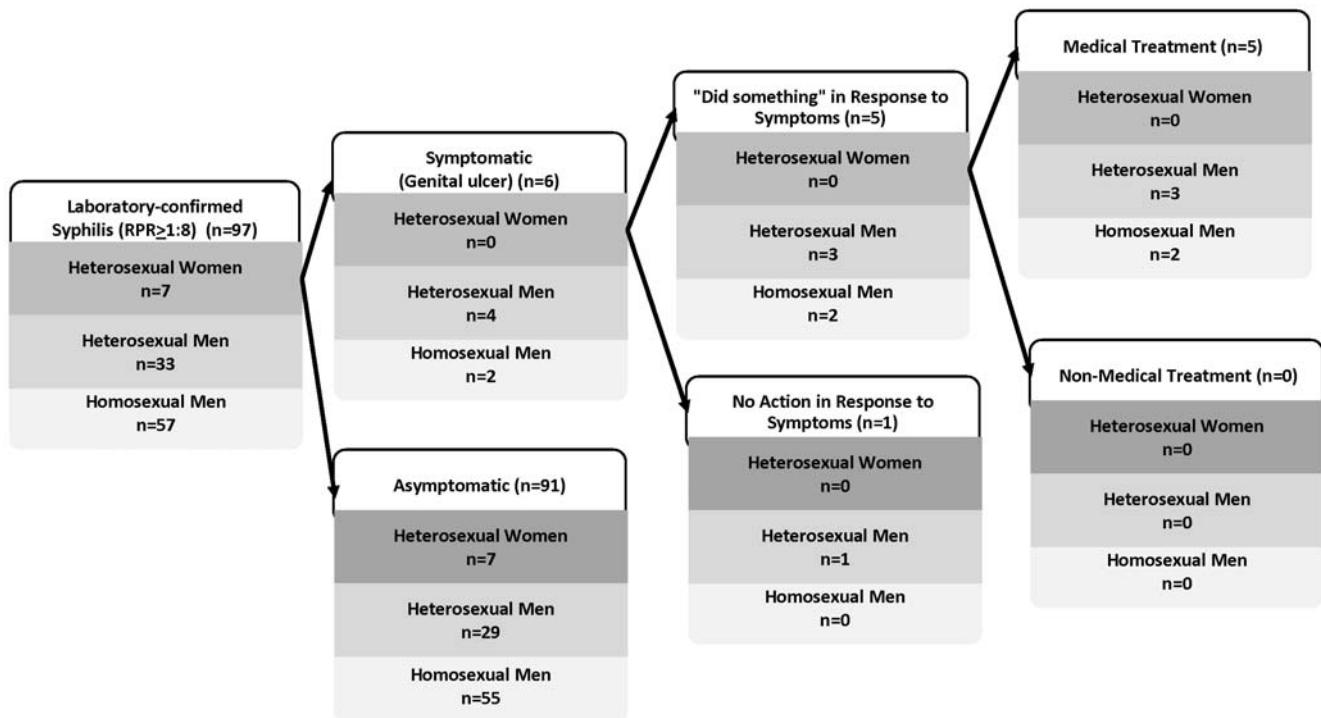 Laboratory-confirmed
Syphilis (RPR≥1:8) (n=97)
Heterosexual Women
n=7
Heterosexual Men
n=33
Homosexual Men
n=57
Symptomatic
(Genital ulcer) (n=6)
Heterosexual Women
n=0
Heterosexual Men
n=4
Homosexual Men
n=2
Asymptomatic (n=91)
Heterosexual Women
n=7
Heterosexual Men
n=29
Homosexual Men
n=55
"Did something" in Response to
Symptoms (n=5)
Heterosexual Women
n=0
Heterosexual Men
n=3
Homosexual Men
n=2
No Action in Response to
Symptoms (n=1)
Heterosexual Women
n=0
Heterosexual Men
n=1
Homosexual Men
n=0
Medical Treatment (n=5)
Heterosexual Women
n=0
Heterosexual Men
n=3
Homosexual Men
n=2
Non-Medical Treatment (n=0)
Heterosexual Women
n=0
Heterosexual Men
n=0
Homosexual Men
n=0